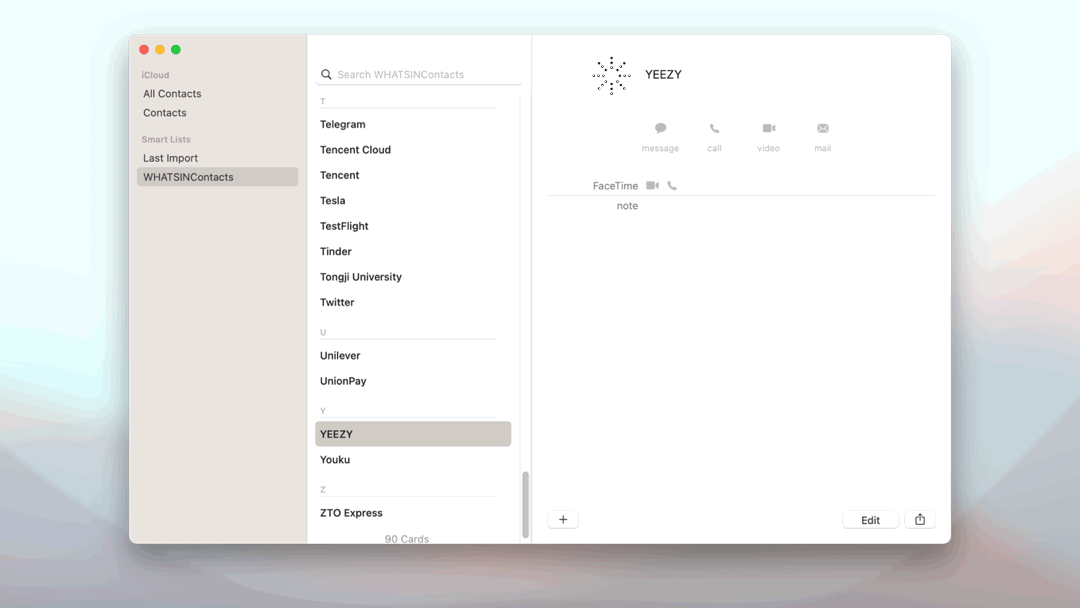 iCloud
All Contacts
Contacts
Smart Lists
Last Import
WHATSINContacts
Search WHATSINContacts
T
Telegram
Tencent Cloud
Tencent
Tesla
TestFlight
Tinder
Tongji University
Twitter
U
Unilever
UnionPay
Y
YEEZY
Youku
Z
ZTO Express
90 Cards
YEEZY
message call video mail
FaceTime
note
+
Edit